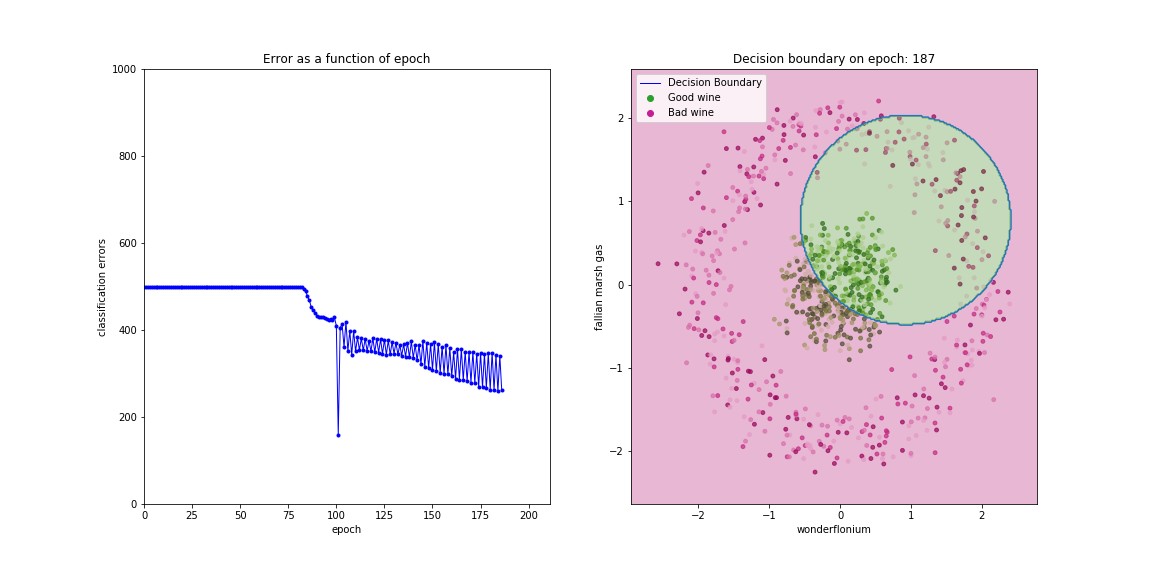 Error as a function of epoch
1000
800
600
400
200
0
classification errors
0 25 50 75 100 125 150 175 200
epoch
Decision boundary on epoch: 187
Decision Boundary
Good wine
Bad wine
2
1
0
−1
−2
fallian marsh gas
−2 −1 0 1 2
wonderflonium